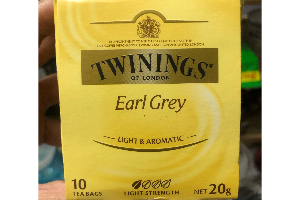 TWININGS®
OF LONDON
Earl Grey
LIGHT & AROMATIC
10
TEA BAGS
LIGHT STRENGTH
NET 20g